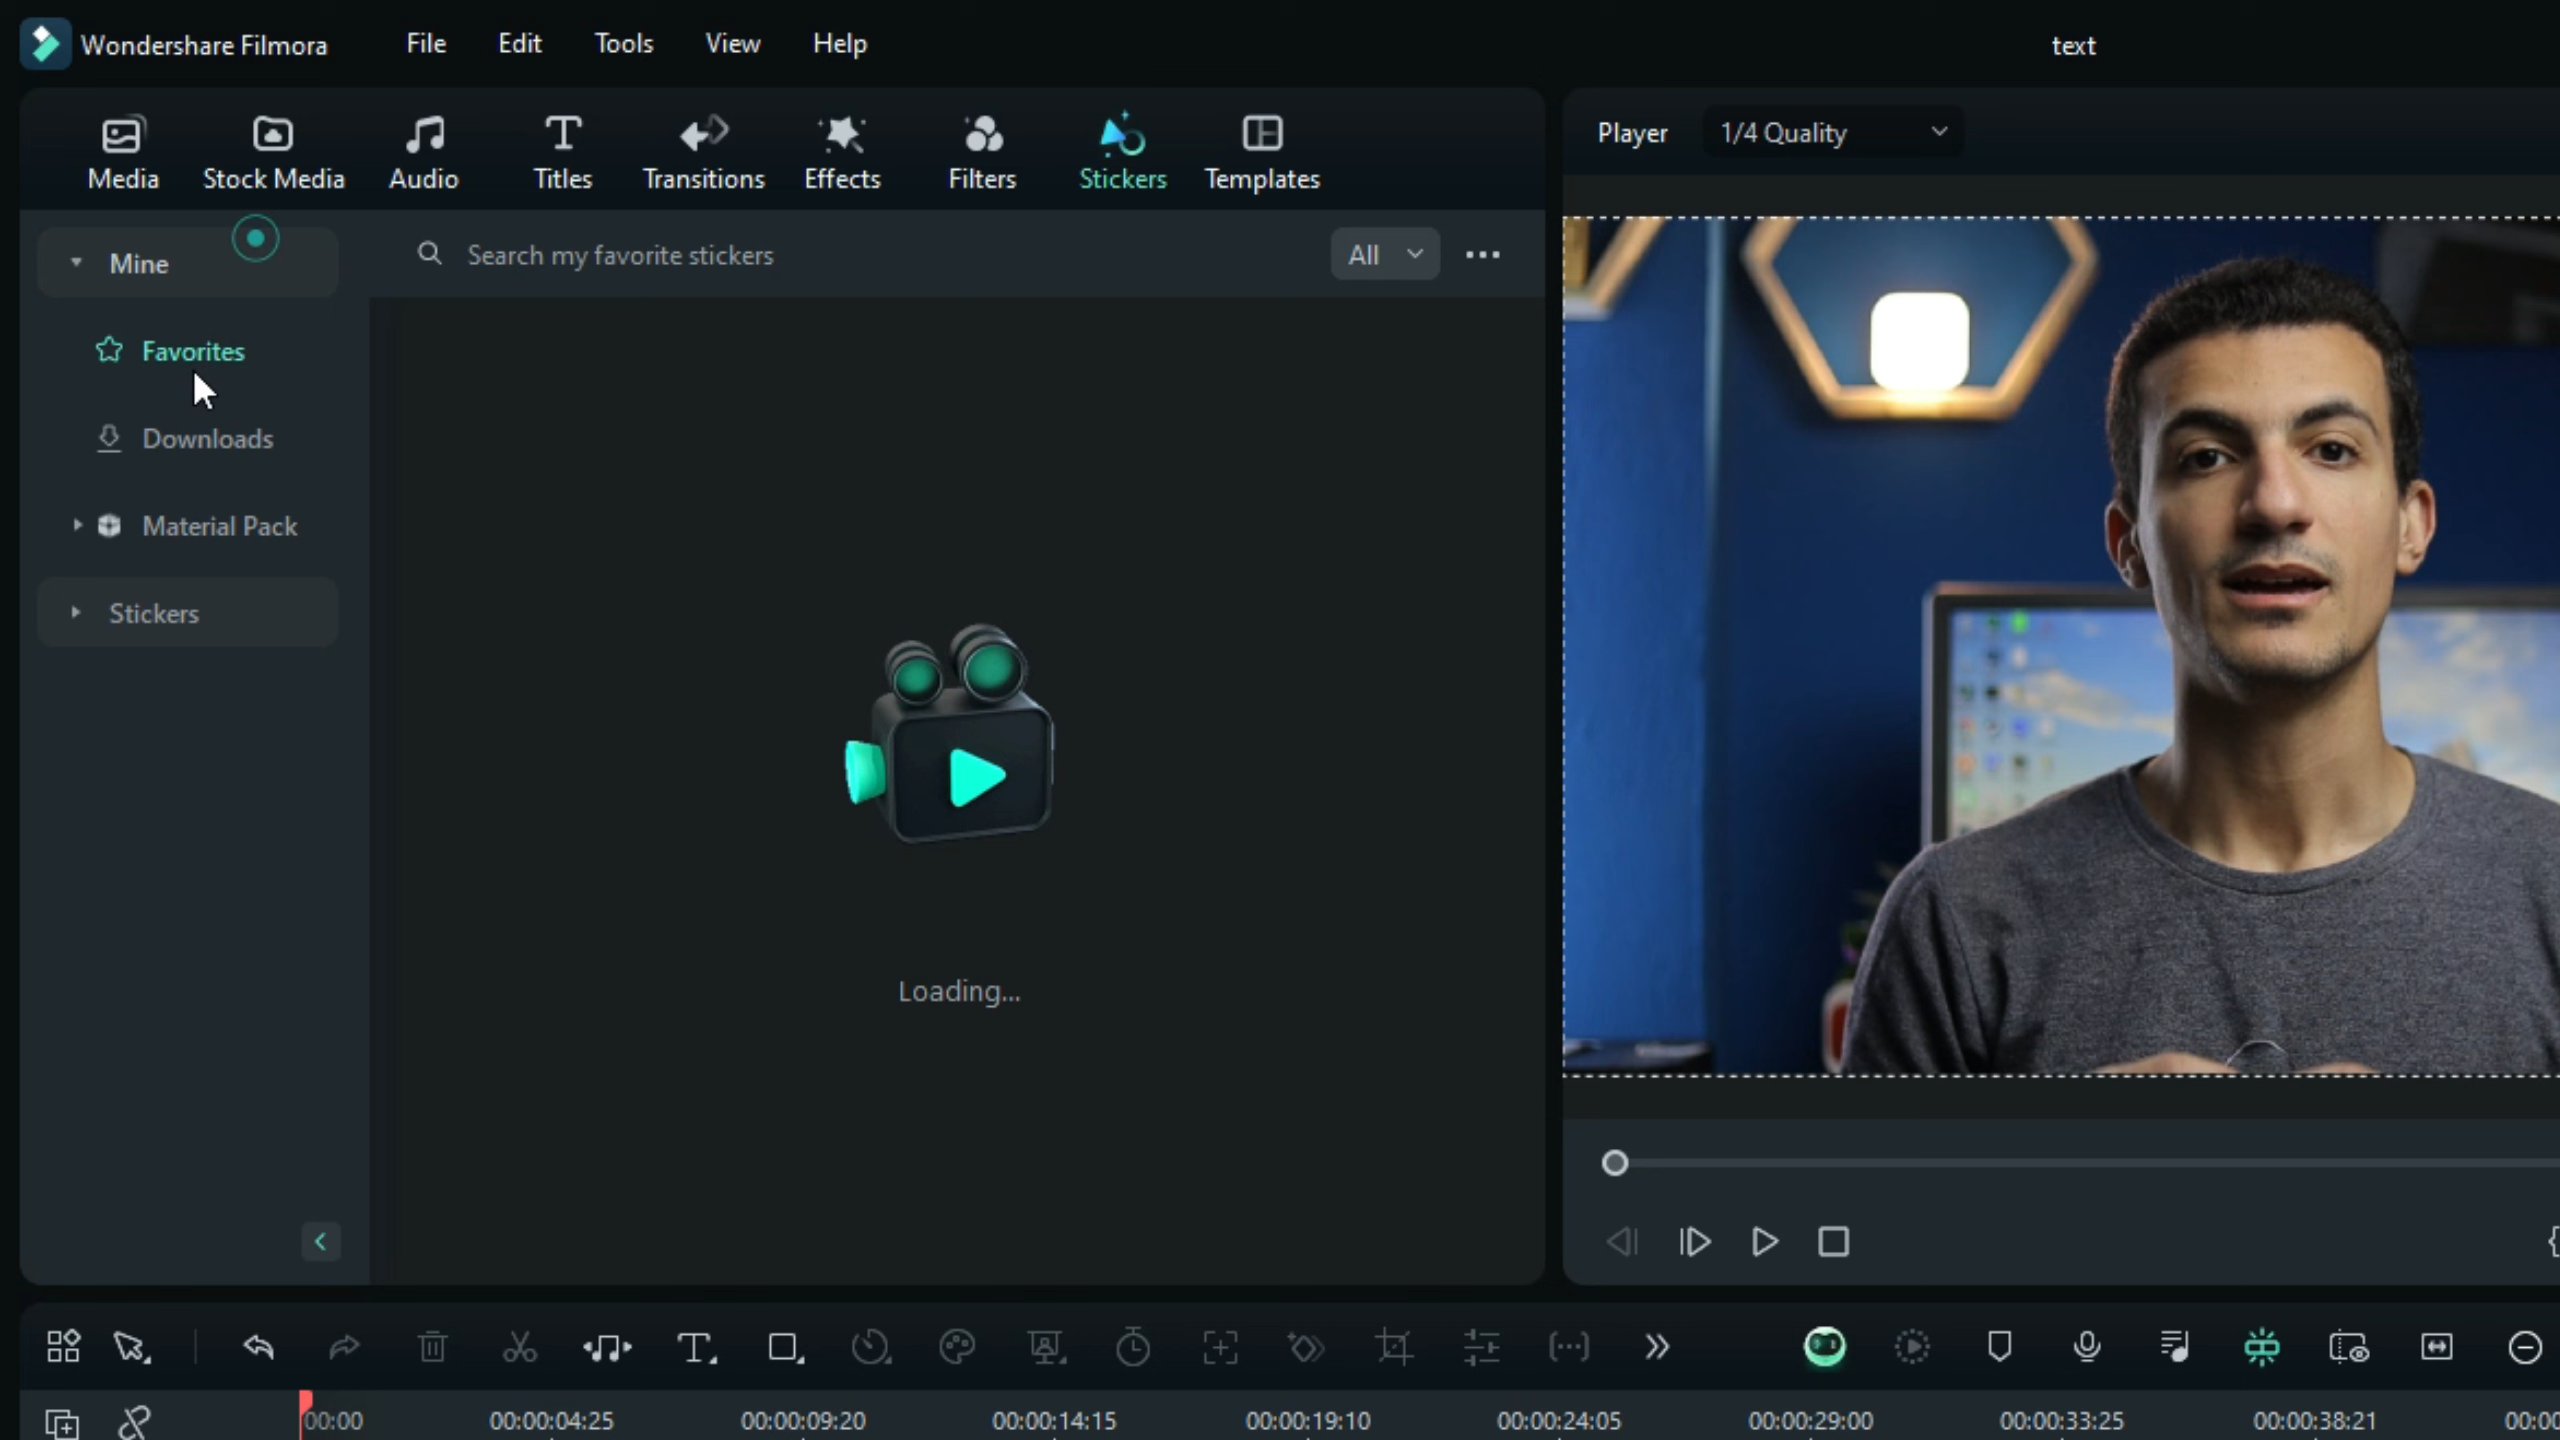 Wondershare Filmora
File
Edit
Tools
View
Help
text
Media
Stock Media
Audio
Titles
Transitions
Effects
Filters
Stickers
Templates
Player
1/4 Quality
Mine
Search my favorite stickers
All
Favorites
Downloads
Material Pack
Stickers
Loading...
00:00
00:00:04:25
00:00:09:20
00:00:14:15
00:00:19:10
00:00:24:05
00:00:29:00
00:00:33:25
00:00:38:21
00:00